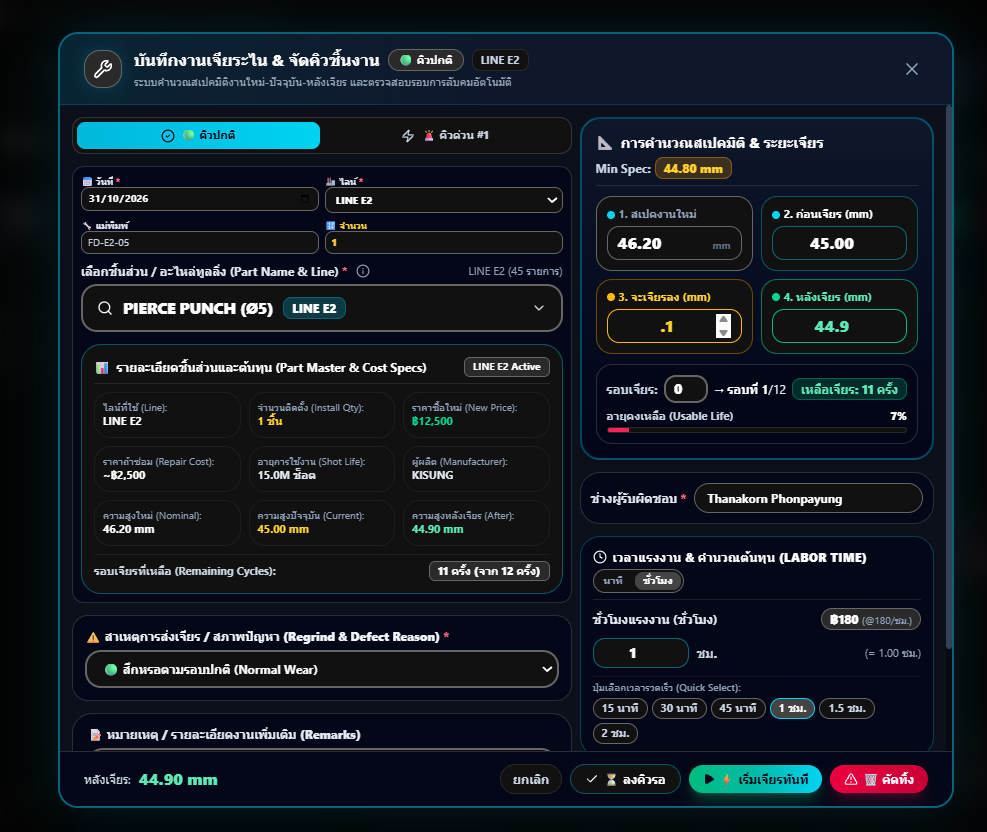 บันทึกงานเจียระไน & จัดคิวชิ้นงาน คิวปกติ LINE E2
ระบบคำนวณสเปคมิติงานใหม่-ปัจจุบัน-หลังเจียร และตรวจสอบรอบการลับคมอัตโนมัติ
คิวปกติ
คิวด่วน #1
วันที่ *
ไลน์ *
31/10/2026
LINE E2
แม่พิมพ์
จำนวน
FD-E2-05
1
เลือกชิ้นส่วน / อะไหล่ทูลลิ่ง (Part Name & Line) * LINE E2 (45 รายการ)
PIERCE PUNCH (Ø5) LINE E2
รายละเอียดชิ้นส่วนและต้นทุน (Part Master & Cost Specs) LINE E2 Active
ไลน์ที่ใช้ (Line):
LINE E2
จำนวนติดตั้ง (Install Qty):
1 ชิ้น
ราคาซื้อใหม่ (New Price):
฿12,500
ราคาค่าซ่อม (Repair Cost):
~฿2,500
อายุการใช้งาน (Shot Life):
15.0M ช็อต
ผู้ผลิต (Manufacturer):
KISUNG
ความสูงใหม่ (Nominal):
46.20 mm
ความสูงปัจจุบัน (Current):
45.00 mm
ความสูงหลังเจียร (After):
44.90 mm
รอบเจียรที่เหลือ (Remaining Cycles): 11 ครั้ง (จาก 12 ครั้ง)
สาเหตุการส่งเจียร / สภาพปัญหา (Regrind & Defect Reason) *
สึกหรอตามรอบปกติ (Normal Wear)
หมายเหตุ / รายละเอียดงานเพิ่มเติม (Remarks)
การคำนวณสเปคมิติ & ระยะเจียร
Min Spec: 44.80 mm
1. สเปคงานใหม่
46.20 mm
2. ก่อนเจียร (mm)
45.00
3. จะเจียรลง (mm)
.1
4. หลังเจียร (mm)
44.9
รอบเจียร: 0 → รอบที่ 1/12 เหลือเจียร: 11 ครั้ง
อายุคงเหลือ (Usable Life) 7%
ช่างผู้รับผิดชอบ * Thanakorn Phonpayung
เวลาแรงงาน & คำนวณต้นทุน (LABOR TIME)
นาที ชั่วโมง
ชั่วโมงแรงงาน (ชั่วโมง) ฿180 (@180/ชม.)
1 ชม. (= 1.00 ชม.)
ปุ่มเลือกเวลารวดเร็ว (Quick Select):
15 นาที 30 นาที 45 นาที 1 ชม. 1.5 ชม.
2 ชม.
หลังเจียร: 44.90 mm
ยกเลิก ลงคิวรอ เริ่มเจียรทันที คัดทิ้ง